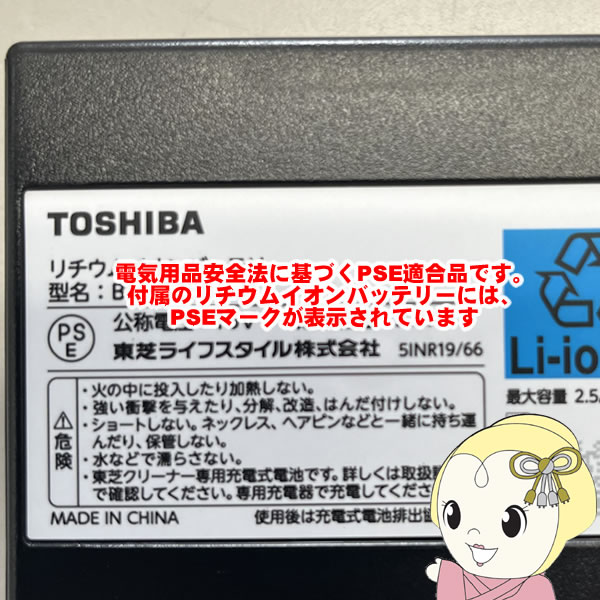 TOSHIBA
リチウム
電気用品安全法に基づくPSE適合品です。
型名：B
付属のリチウムイオンバッテリーには、
PSEマークが表示されています
PS
E
公称電
東芝ライフスタイル株式会社 5INR19/66
Li-io
最大容量 2.5
危険
・火の中に投入したり加熱しない。
・強い衝撃を与えたり、分解、改造、はんだ付けしない。
・ショートしない。ネックレス、ヘアピンなどと一緒に持ち運
んだり、保管しない。
・水などで濡らさない。
・東芝クリーナー専用充電式電池です。詳しくは取扱説
で確認してください。専用充電器で充電してください。
MADE IN CHINA 使用後は充電式電池排出